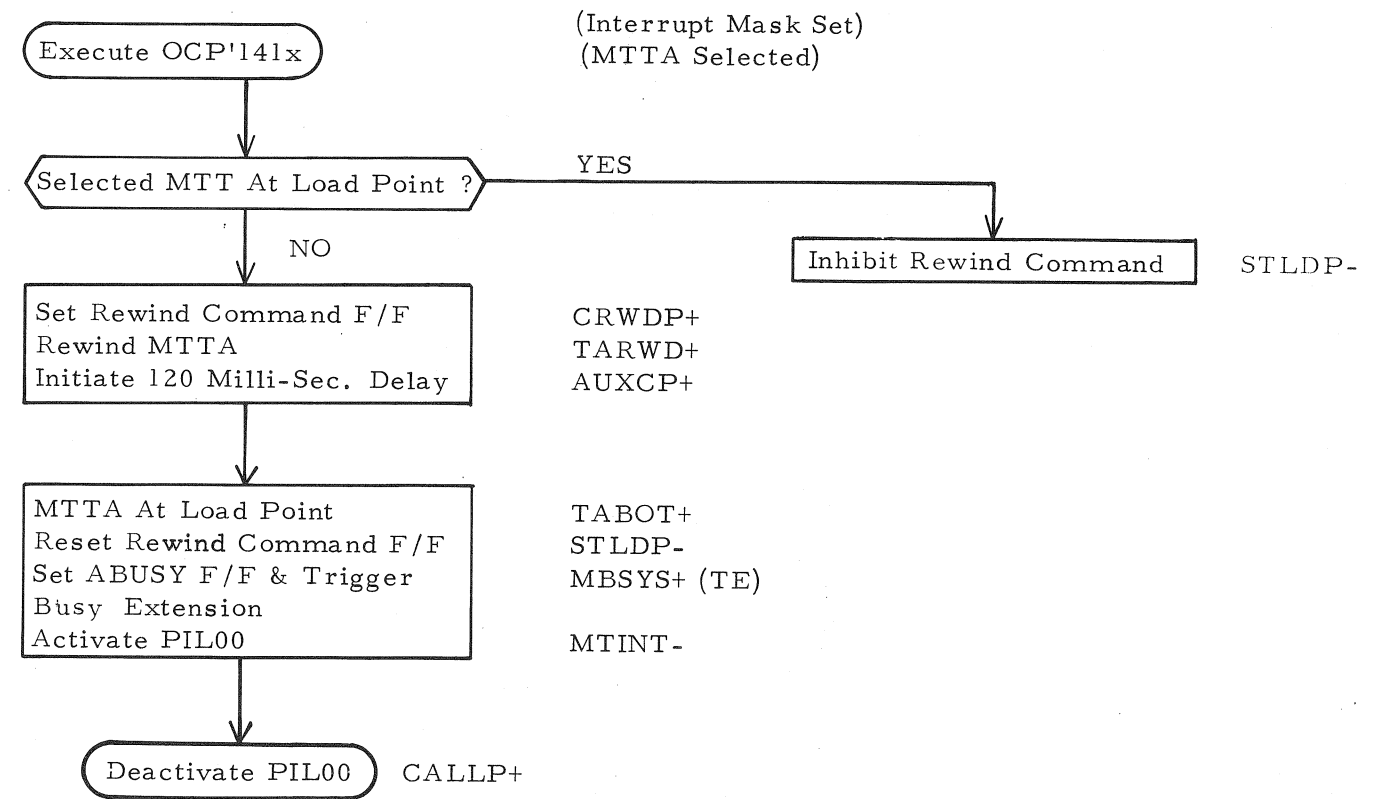 Execute OCP'141x
(Interrupt Mask Set)
(MTTA Selected)
Selected MTT At Load Point ?
YES
NO
Inhibit Rewind Command
STLDP-
Set Rewind Command F/F
CRWDP+
Rewind MTTA
TARWD+
Initiate 120 Milli-Sec. Delay
AUXCP+
MTTA At Load Point
TABOT+
Reset Rewind Command F/F
STLDP-
Set ABUSY F/F & Trigger
MBSYS+ (TE)
Busy Extension
Activate PIL00
MTINT-
Deactivate PIL00
CALLP+